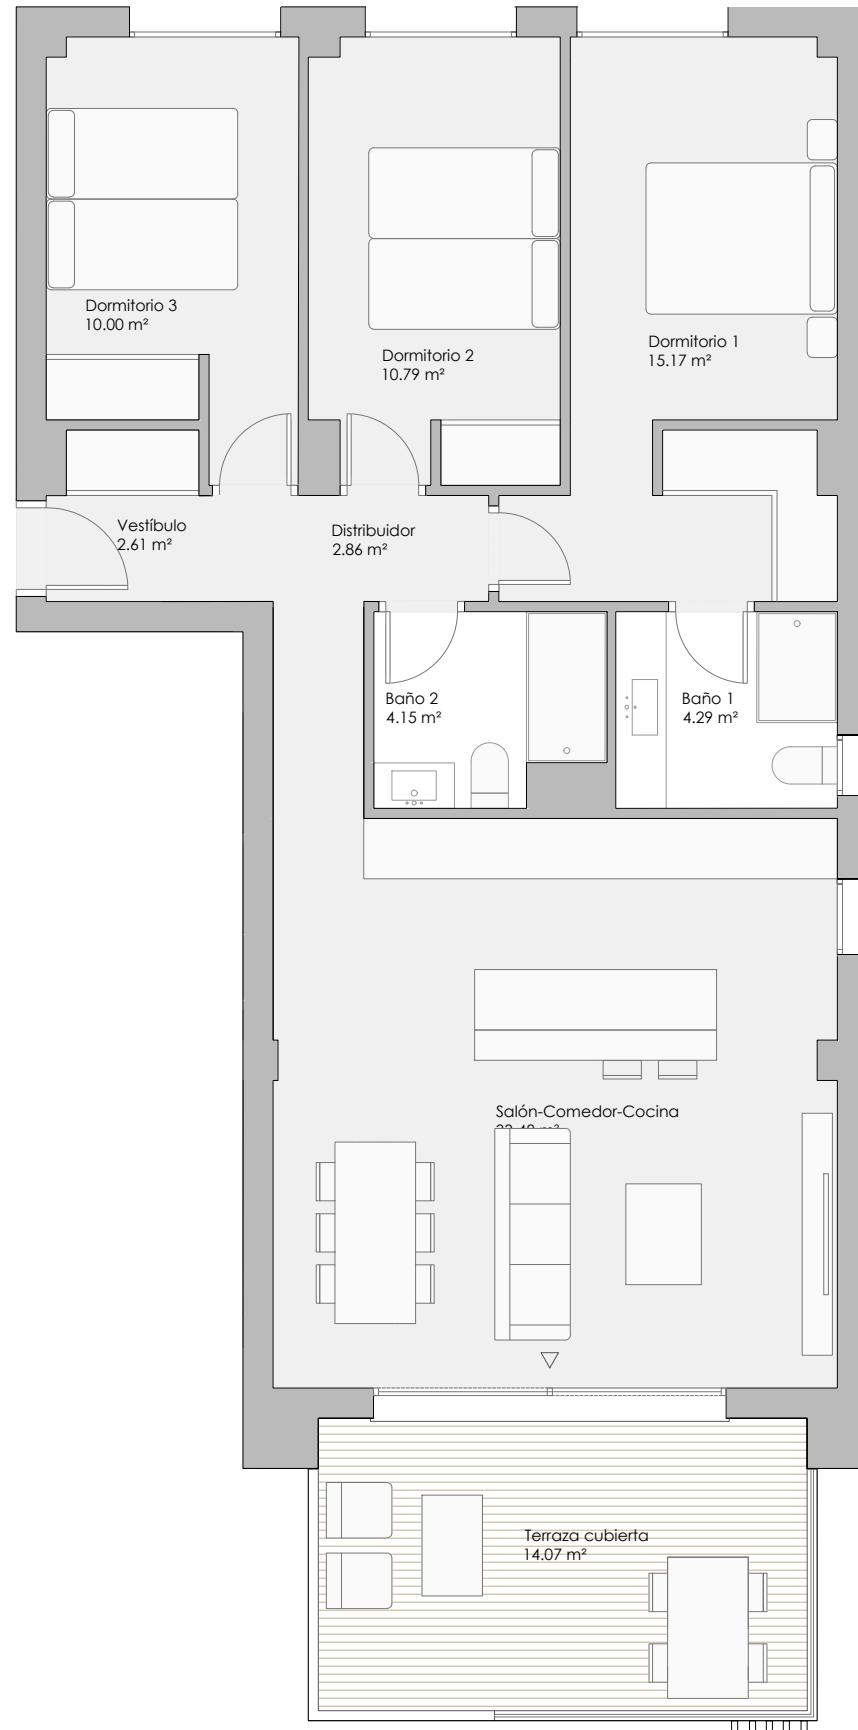 Dormitorio 3
10.00 m²
Dormitorio 2
10.79 m²
Dormitorio 1
15.17 m²
Vestíbulo
2.61 m²
Distribuidor
2.86 m²
Baño 2
4.15 m²
Baño 1
4.29 m²
Salón-Comedor-Cocina
Terraza cubierta
14.07 m²